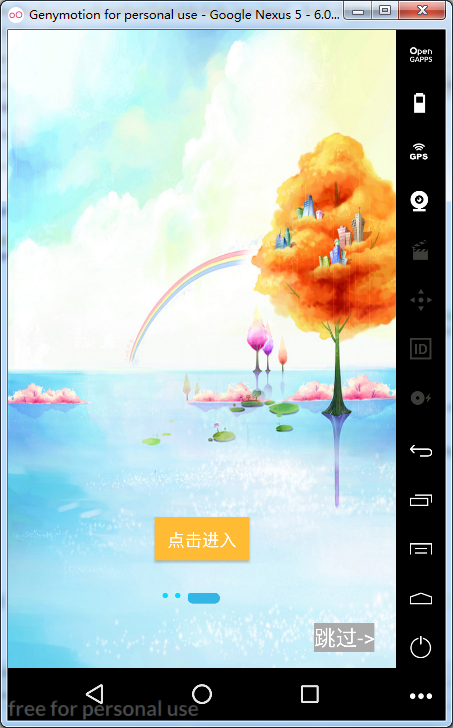 Genymotion for personal use - Google Nexus 5 - 6.0...
Open
GAPPS
GPS
ID
点击进入
跳过->
free for personal use